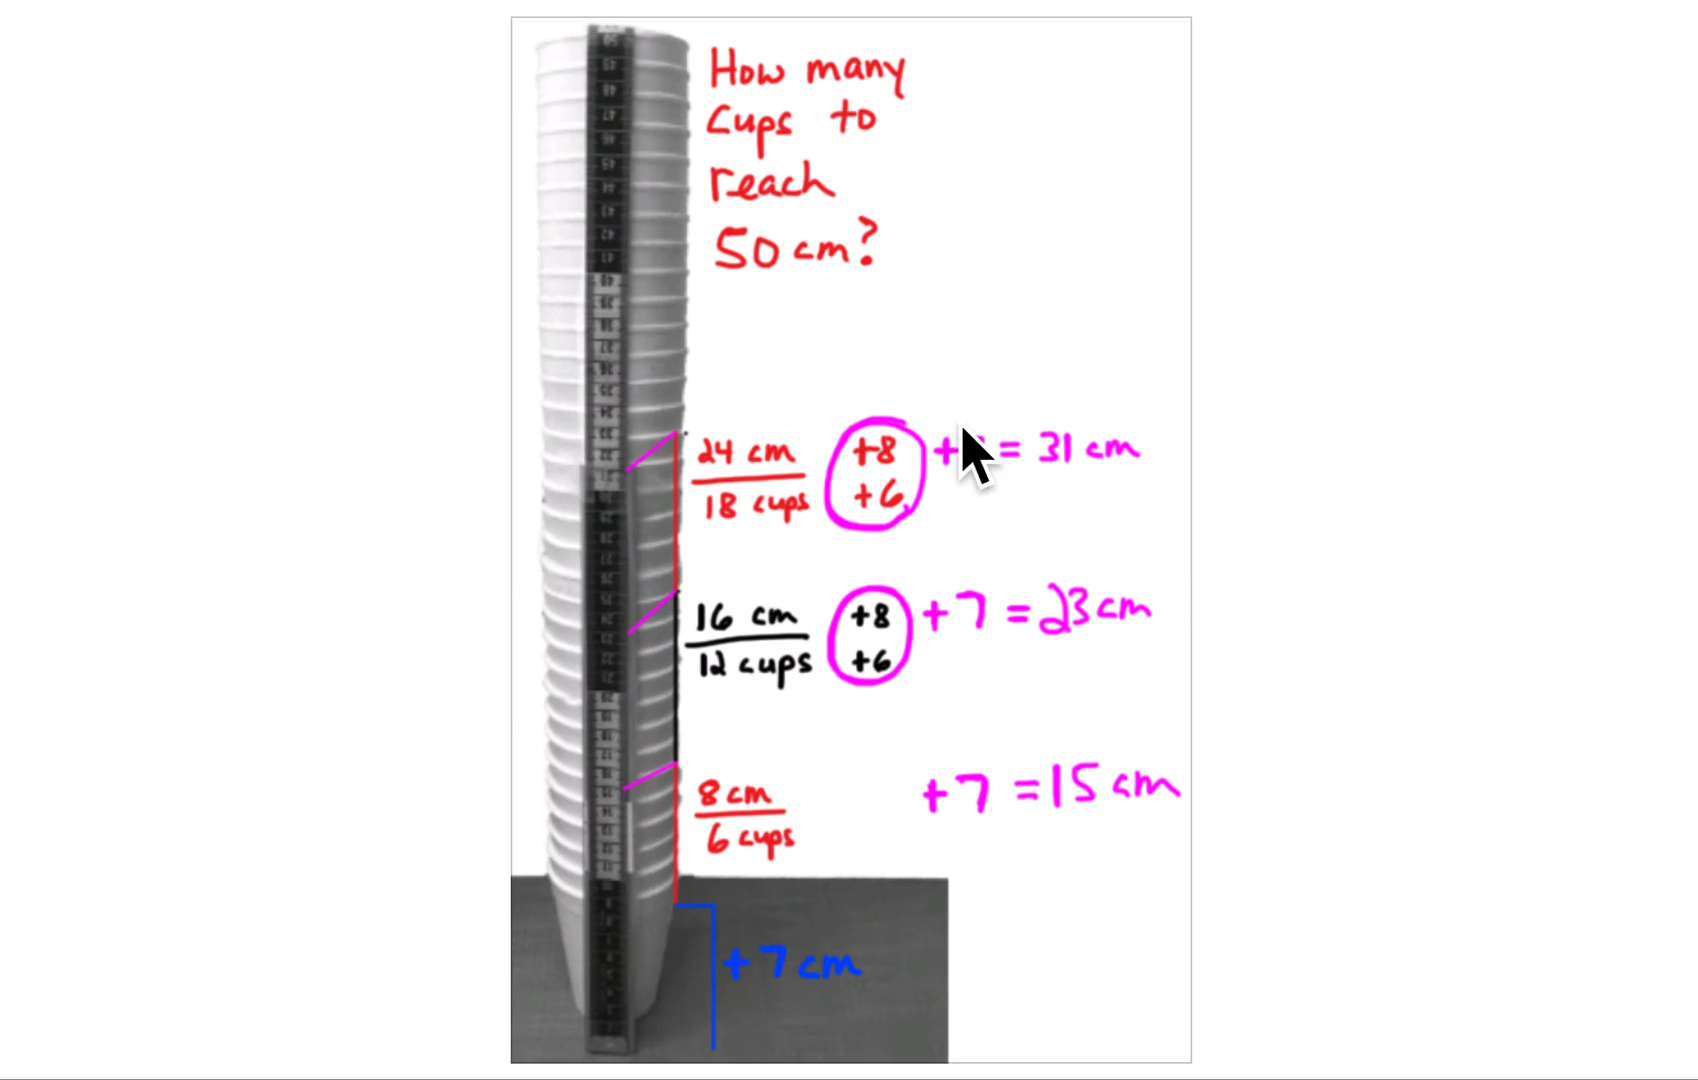 How many
cups to
reach
50 cm?
24 cm
18 cups
+8
+6
+ = 31 cm
16 cm
12 cups
+8
+6
+7 = 23 cm
8 cm
6 cups
+7 = 15 cm
+7 cm